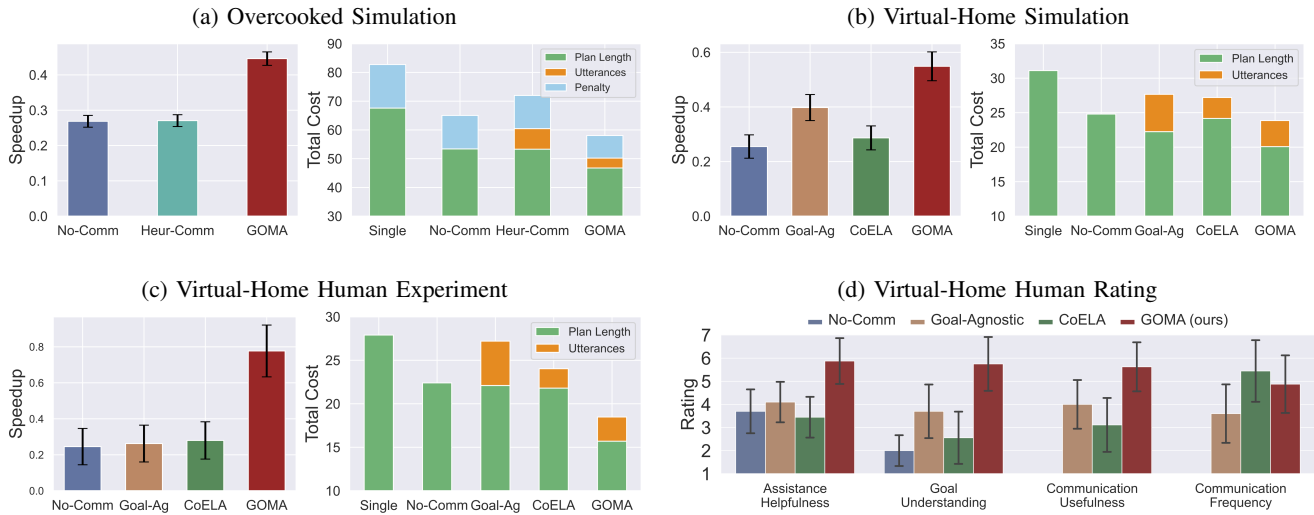 (a) Overcooked Simulation
Speedup
0.4
0.3
0.2
0.1
0.0
No-Comm Heur-Comm GOMA
Total Cost
90
80
70
60
50
40
30
Plan Length
Utterances
Penalty
Single No-Comm Heur-Comm GOMA
(b) Virtual-Home Simulation
Speedup
0.6
0.4
0.2
0.0
No-Comm Goal-Ag CoELA GOMA
Total Cost
35
30
25
20
15
10
Plan Length
Utterances
Single No-Comm Goal-Ag CoELA GOMA
(c) Virtual-Home Human Experiment
Speedup
0.8
0.6
0.4
0.2
0.0
No-Comm Goal-Ag CoELA GOMA
Total Cost
30
25
20
15
10
Plan Length
Utterances
Single No-Comm Goal-Ag CoELA GOMA
(d) Virtual-Home Human Rating
No-Comm Goal-Agnostic CoELA GOMA (ours)
Rating
7
6
5
4
3
2
1
Assistance
Helpfulness
Goal
Understanding
Communication
Usefulness
Communication
Frequency